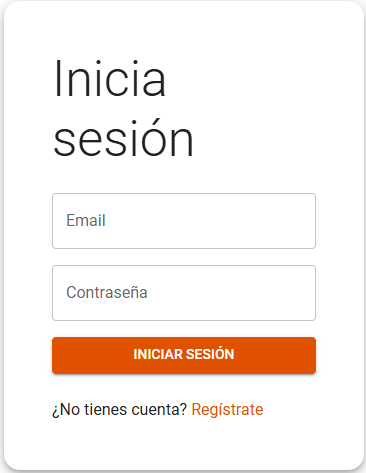 Inicia
sesión
Email
Contraseña
INICIAR SESIÓN
¿No tienes cuenta? Regístrate